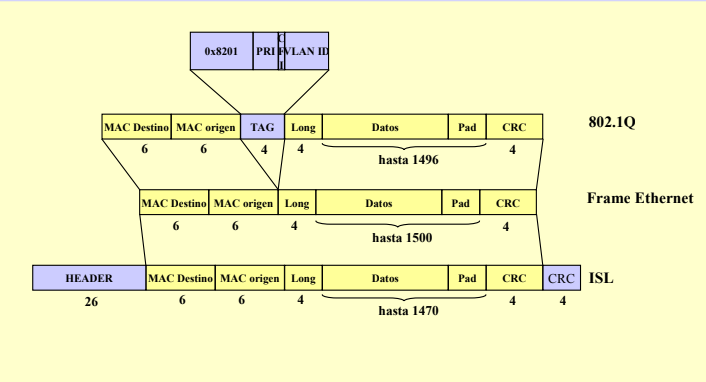 0x8201 PRI CFI VLAN ID
MAC Destino MAC origen TAG Long Datos Pad CRC 802.1Q
6 6 4 4 hasta 1496 4
MAC Destino MAC origen Long Datos Pad CRC Frame Ethernet
6 6 4 hasta 1500 4
HEADER MAC Destino MAC origen Long Datos Pad CRC CRC ISL
26 6 6 4 hasta 1470 4 4